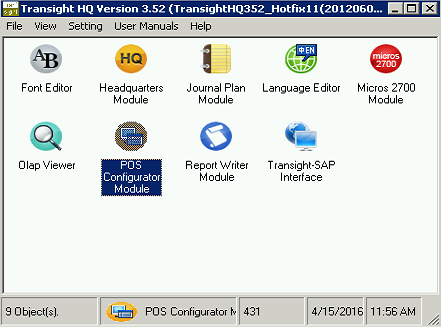 Transight HQ Version 3.52 (TransightHQ352_Hotfix11(2012060...
File View Setting User Manuals Help
AB
HQ
ΦEN
micros
2700
Font Editor
Headquarters
Module
Journal Plan
Module
Language Editor
Micros 2700
Module
Olap Viewer
POS
Configurator
Module
Report Writer
Module
Transight-SAP
Interface
9 Object(s).
POS Configurator M
431
4/15/2016
11:56 AM